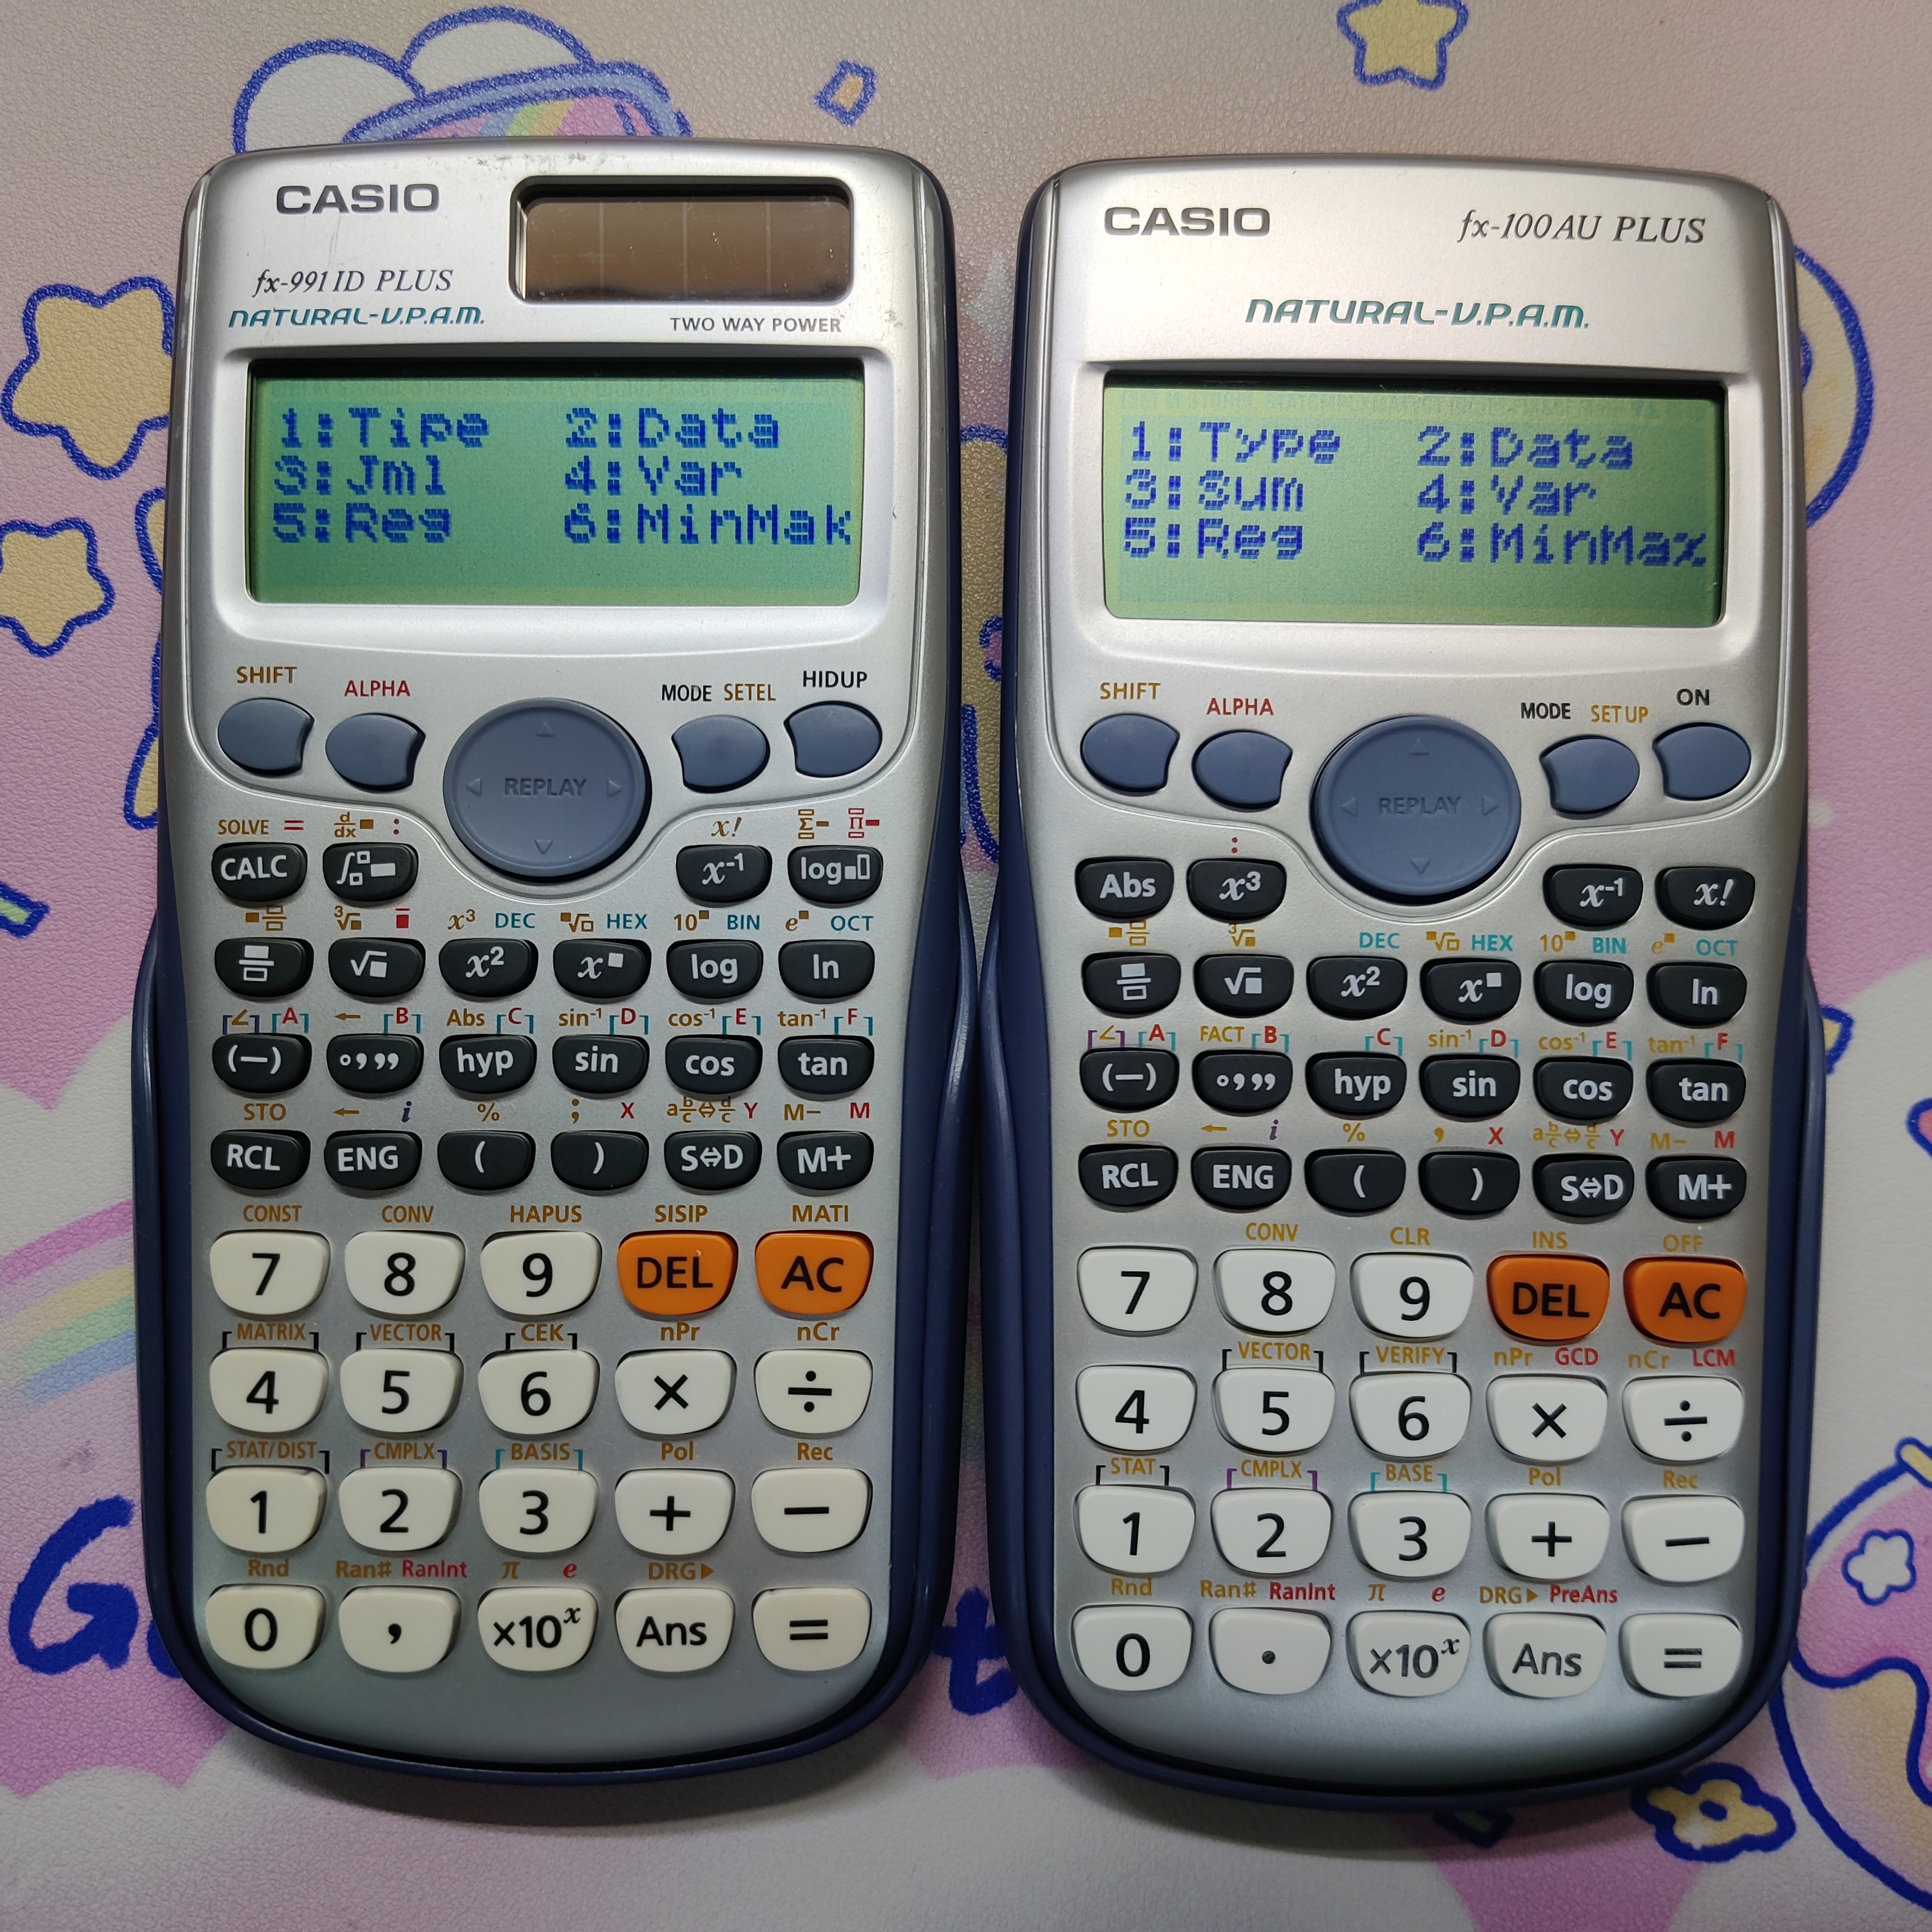 CASIO
fx-991ID PLUS
NATURAL-V.P.A.M.
TWO WAY POWER
1:Tipe 2:Data
3:Jml 4:Var
5:Reg 6:MinMak
SHIFT ALPHA MODE SETEL HIDUP
REPLAY
SOLVE = d/dx■ : x! Σ Π
CALC ∫ x⁻¹ log
³√ x³ DEC √ HEX 10■ BIN e■ OCT
√■ x² x■ log ln
∠ A ← B Abs C sin⁻¹ D cos⁻¹ E tan⁻¹ F
(−) °,,, hyp sin cos tan
STO ← i % ; X a b/c⇔d/c Y M− M
RCL ENG ( ) S⇔D M+
CONST CONV HAPUS SISIP MATI
7 8 9 DEL AC
MATRIX VECTOR CEK nPr nCr
4 5 6 × ÷
STAT/DIST CMPLX BASIS Pol Rec
1 2 3 + −
Rnd Ran# RanInt π e DRG▶
0 , ×10ˣ Ans =
CASIO
fx-100AU PLUS
NATURAL-V.P.A.M.
1:Type 2:Data
3:Sum 4:Var
5:Reg 6:MinMax
SHIFT ALPHA MODE SETUP ON
REPLAY
:
Abs x³ x⁻¹ x!
³√ DEC √ HEX 10■ BIN e■ OCT
√■ x² x■ log ln
∠ A FACT B C sin⁻¹ D cos⁻¹ E tan⁻¹ F
(−) °,,, hyp sin cos tan
STO ← i % , X a b/c⇔d/c Y M− M
RCL ENG ( ) S⇔D M+
CONV CLR INS OFF
7 8 9 DEL AC
VECTOR VERIFY nPr GCD nCr LCM
4 5 6 × ÷
STAT CMPLX BASE Pol Rec
1 2 3 + −
Rnd Ran# RanInt π e DRG▶ PreAns
0 . ×10ˣ Ans =